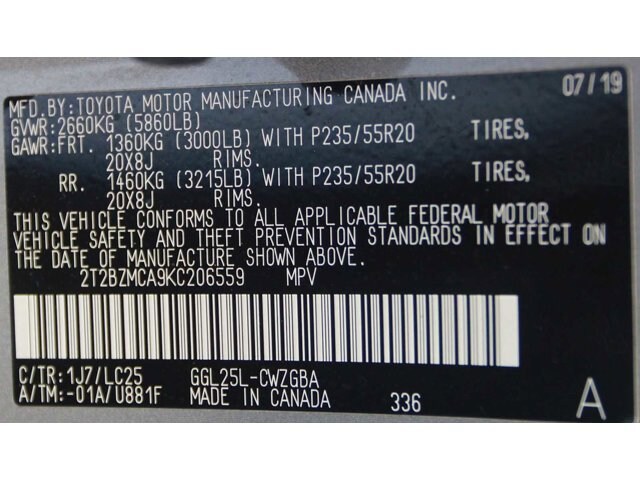 MFD.BY:TOYOTA MOTOR MANUFACTURING CANADA INC. 07/19
GVWR:2660KG (5860LB)
GAWR:FRT. 1360KG (3000LB) WITH P235/55R20 TIRES,
20X8J RIMS.
RR. 1460KG (3215LB) WITH P235/55R20 TIRES,
20X8J RIMS.
THIS VEHICLE CONFORMS TO ALL APPLICABLE FEDERAL MOTOR
VEHICLE SAFETY AND THEFT PREVENTION STANDARDS IN EFFECT ON
THE DATE OF MANUFACTURE SHOWN ABOVE.
2T2BZMCA9KC206559 MPV
C/TR:1J7/LC25 GGL25L-CWZGBA
A/TM:-01A/U881F MADE IN CANADA 336 A